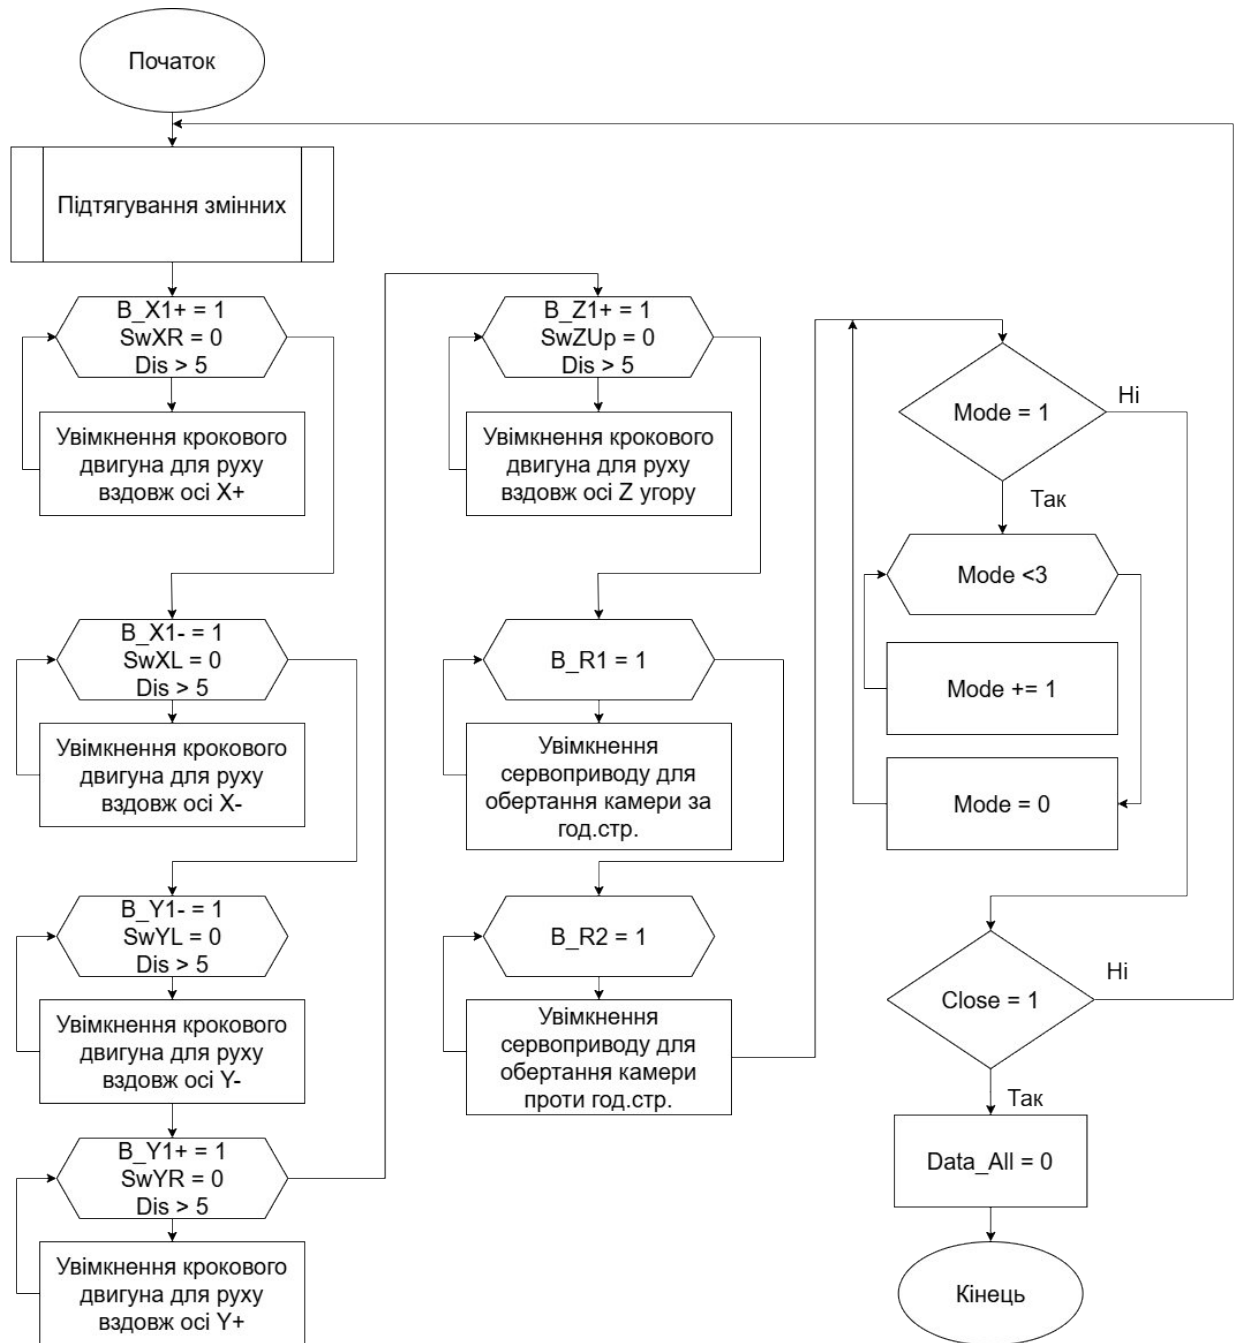 Початок
Підтягування змінних
B_X1+ = 1
SwXR = 0
Dis > 5
Увімкнення крокового
двигуна для руху
вздовж осі X+
B_X1- = 1
SwXL = 0
Dis > 5
Увімкнення крокового
двигуна для руху
вздовж осі X-
B_Y1- = 1
SwYL = 0
Dis > 5
Увімкнення крокового
двигуна для руху
вздовж осі Y-
B_Y1+ = 1
SwYR = 0
Dis > 5
Увімкнення крокового
двигуна для руху
вздовж осі Y+
B_Z1+ = 1
SwZUp = 0
Dis > 5
Увімкнення крокового
двигуна для руху
вздовж осі Z угору
B_R1 = 1
Увімкнення
сервоприводу для
обертання камери за
год.стр.
B_R2 = 1
Увімкнення
сервоприводу для
обертання камери
проти год.стр.
Mode = 1
Ні
Так
Mode <3
Mode += 1
Mode = 0
Close = 1
Ні
Так
Data_All = 0
Кінець